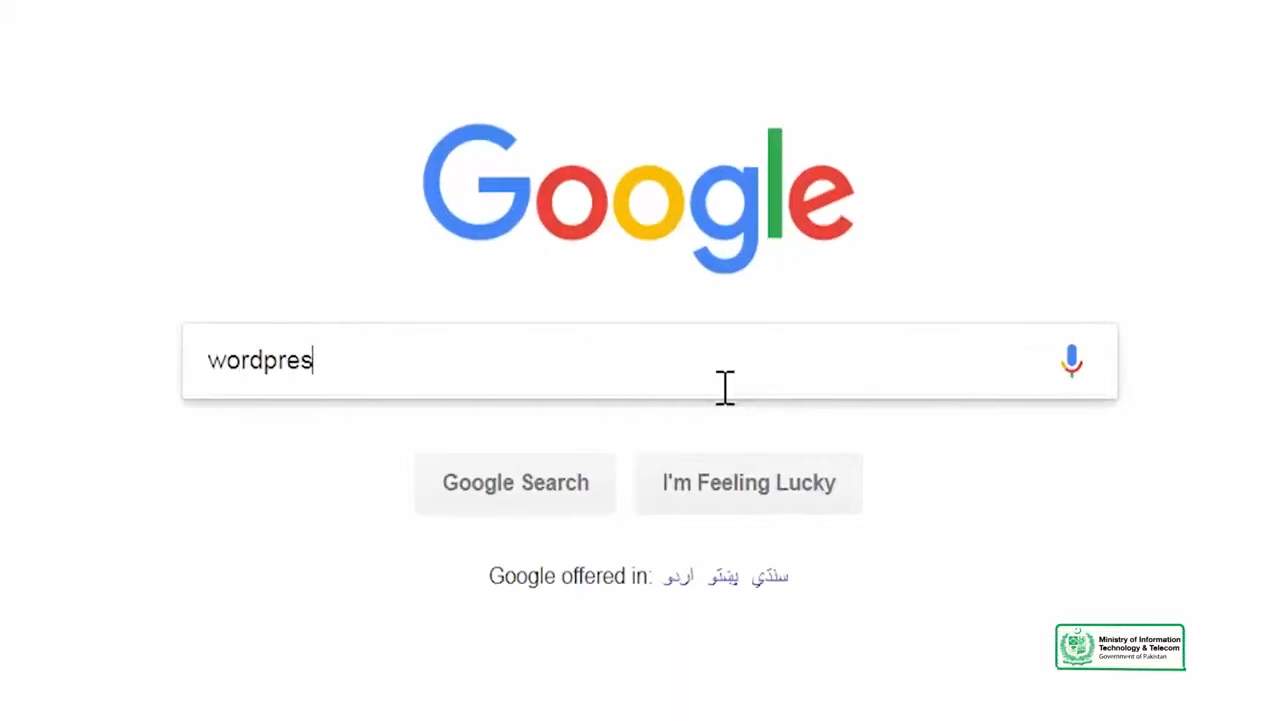 Google
wordpres
Google Search I'm Feeling Lucky
Google offered in: اردو پښتو سنڌي
Ministry of Information
Technology & Telecom
Government of Pakistan